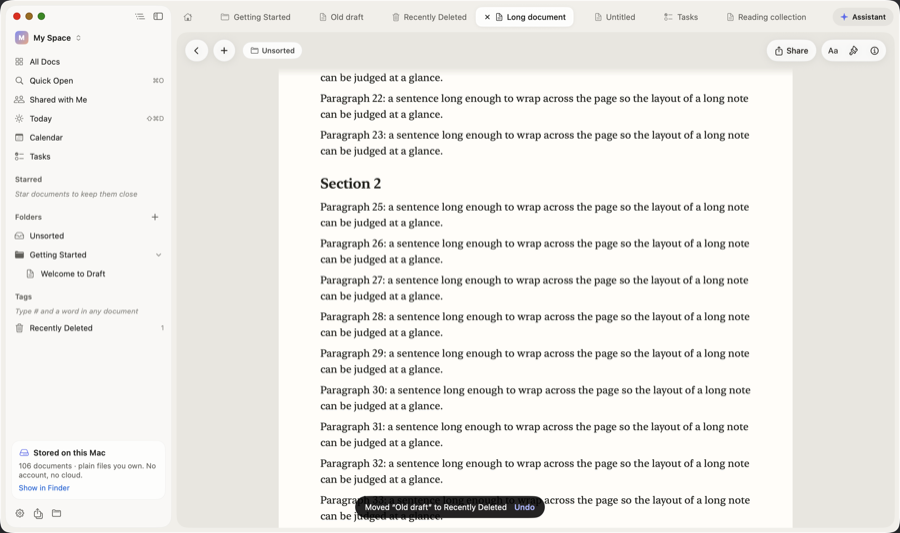 Getting Started
Old draft
Recently Deleted
Long document
Untitled
Tasks
Reading collection
Assistant
M My Space
All Docs
Quick Open ⌘O
Shared with Me
Today ⇧⌘D
Calendar
Tasks
Starred
Star documents to keep them close
Folders
Unsorted
Getting Started
Welcome to Draft
Tags
Type # and a word in any document
Recently Deleted 1
Stored on this Mac
106 documents · plain files you own. No
account, no cloud.
Show in Finder
Unsorted
Share
Aa
can be judged at a glance.
Paragraph 22: a sentence long enough to wrap across the page so the layout of a long note
can be judged at a glance.
Paragraph 23: a sentence long enough to wrap across the page so the layout of a long note
can be judged at a glance.
Section 2
Paragraph 25: a sentence long enough to wrap across the page so the layout of a long note
can be judged at a glance.
Paragraph 26: a sentence long enough to wrap across the page so the layout of a long note
can be judged at a glance.
Paragraph 27: a sentence long enough to wrap across the page so the layout of a long note
can be judged at a glance.
Paragraph 28: a sentence long enough to wrap across the page so the layout of a long note
can be judged at a glance.
Paragraph 29: a sentence long enough to wrap across the page so the layout of a long note
can be judged at a glance.
Paragraph 30: a sentence long enough to wrap across the page so the layout of a long note
can be judged at a glance.
Paragraph 31: a sentence long enough to wrap across the page so the layout of a long note
can be judged at a glance.
Paragraph 32: a sentence long enough to wrap across the page so the layout of a long note
can be judged at a glance.
Paragraph 33: a sentence long enough to wrap across the page so the layout of a long note
can be judged at a glance.
Moved “Old draft” to Recently Deleted Undo